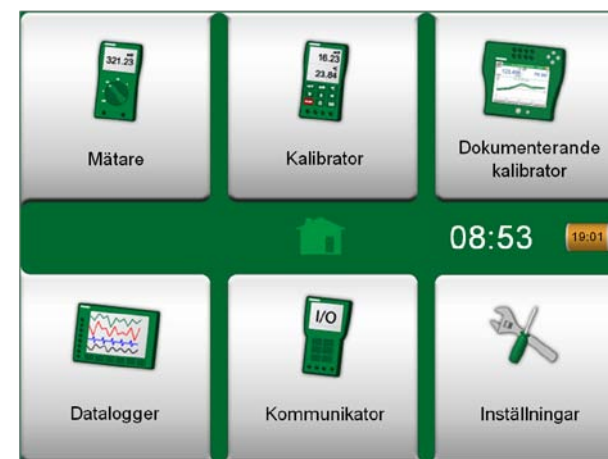 321.23
16.23
23.84
Mätare
Kalibrator
Dokumenterande
kalibrator
08:53
19:01
I/O
Datalogger
Kommunikator
Inställningar